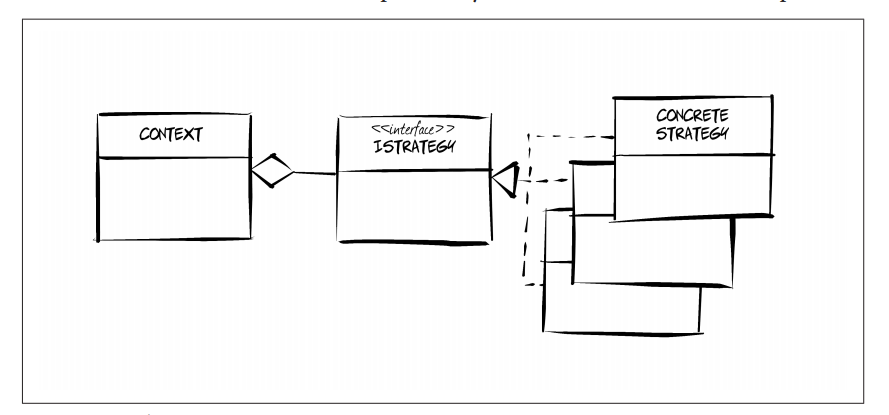 CONTEXT
<<interface>>
ISTRATEGY
CONCRETE
STRATEGY